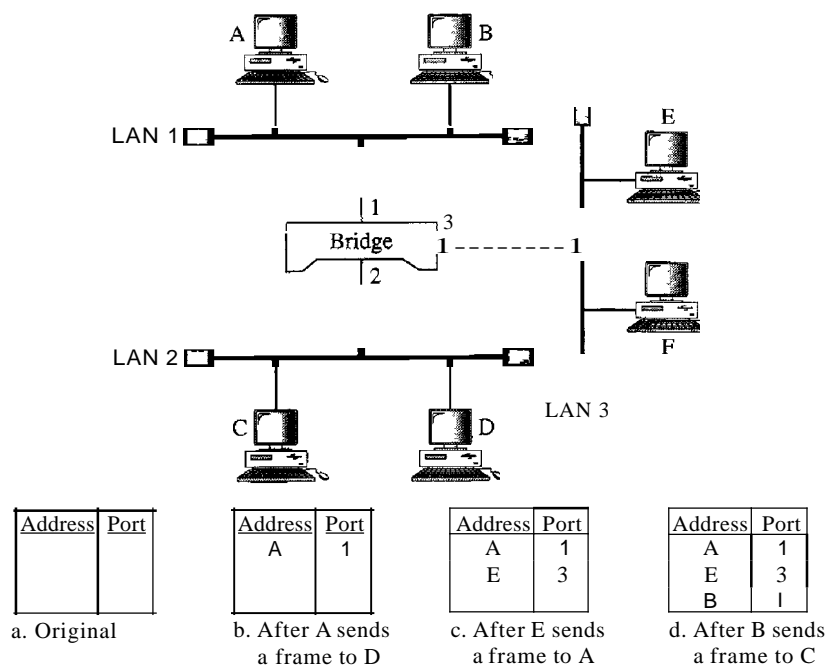 A
B
LAN 1
E
1
3
Bridge
1
1
2
F
LAN 2
LAN 3
C
D
Address Port
Address Port
A 1
Address Port
A 1
E 3
Address Port
A 1
E 3
B I
a. Original
b. After A sends
a frame to D
c. After E sends
a frame to A
d. After B sends
a frame to C